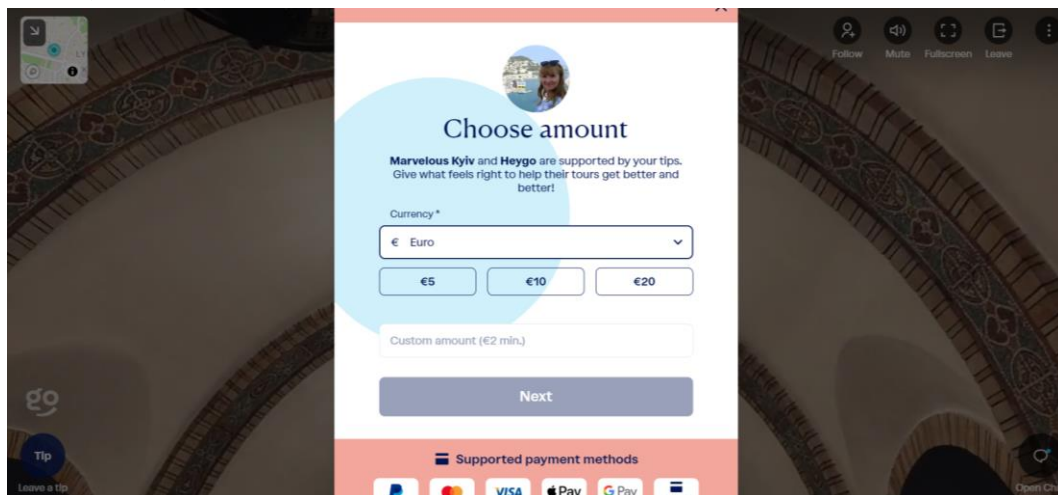 Follow
Mute
Fullscreen
Leave
Choose amount
Marvelous Kyiv and Heygo are supported by your tips.
Give what feels right to help their tours get better and
better!
Currency *
€ Euro
€5
€10
€20
Custom amount (€2 min.)
Next
go
Tip
Leave a tip
Supported payment methods
VISA
Pay
G Pay
Open